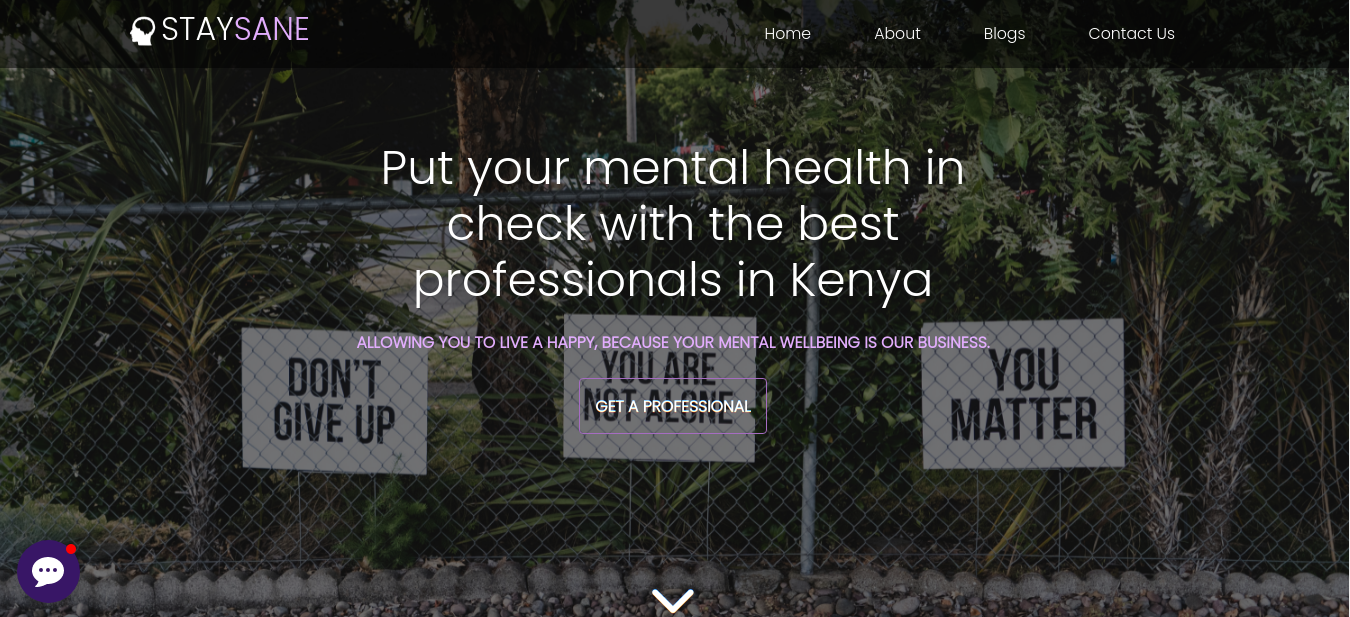 STAYSANE
Home About Blogs Contact Us
Put your mental health in
check with the best
professionals in Kenya
ALLOWING YOU TO LIVE A HAPPY, BECAUSE YOUR MENTAL WELLBEING IS OUR BUSINESS.
DON'T
GIVE UP
YOU ARE
NOT ALONE
YOU
MATTER
GET A PROFESSIONAL